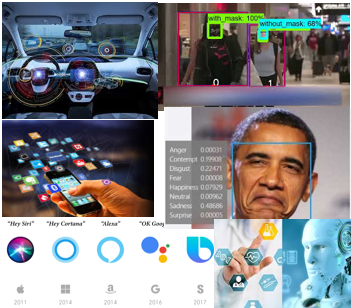 with_mask: 100%
without_mask: 68%
0
1
Anger 0.00031
Contempt 0.19908
Disgust 0.22471
Fear 0.00008
Happiness 0.07929
Neutral 0.00962
Sadness 0.48686
Surprise 0.00005
"Hey Siri" "Hey Cortana" "Alexa" "OK Goog
2011 2014 2014 2016 2017